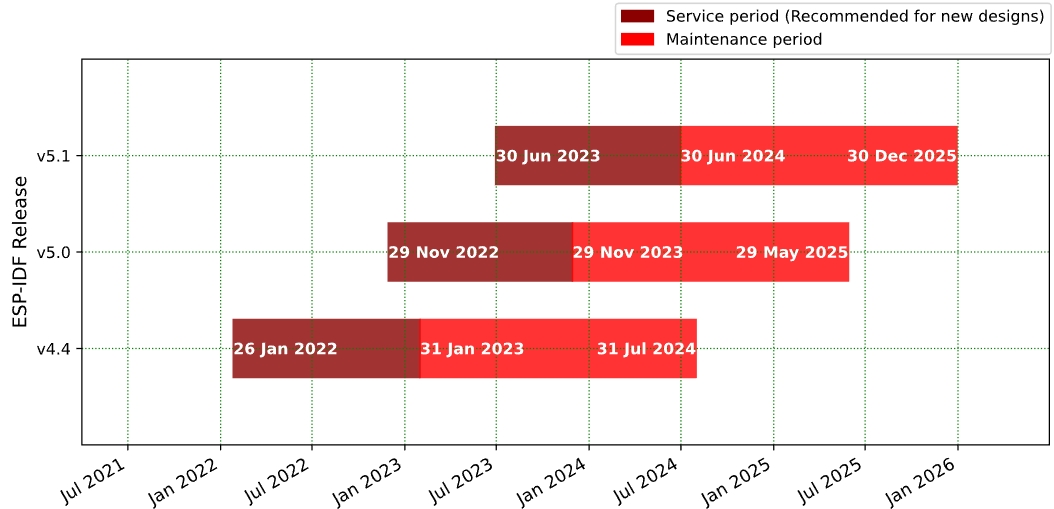 Service period (Recommended for new designs)
Maintenance period
ESP-IDF Release
v5.1
30 Jun 2023 30 Jun 2024 30 Dec 2025
v5.0
29 Nov 2022 29 Nov 2023 29 May 2025
v4.4
26 Jan 2022 31 Jan 2023 31 Jul 2024
Jul 2021 Jan 2022 Jul 2022 Jan 2023 Jul 2023 Jan 2024 Jul 2024 Jan 2025 Jul 2025 Jan 2026